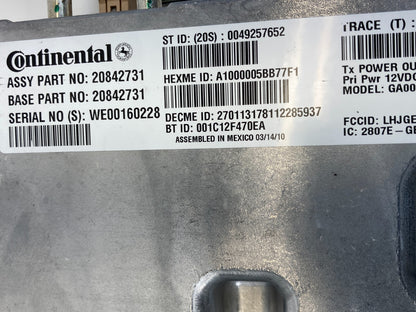 Continental
ASSY PART NO: 20842731
BASE PART NO: 20842731
SERIAL NO (S): WE00160228
ST ID: (20S) : 0049257652
HEXME ID: A1000005BB77F1
DECME ID: 270113178112285937
BT ID: 001C12F470EA
ASSEMBLED IN MEXICO 03/14/10
TRACE (T) :
Tx POWER OU
Pri Pwr 12VDC
MODEL: GA00
FCCID: LHJGE
IC: 2807E-GE